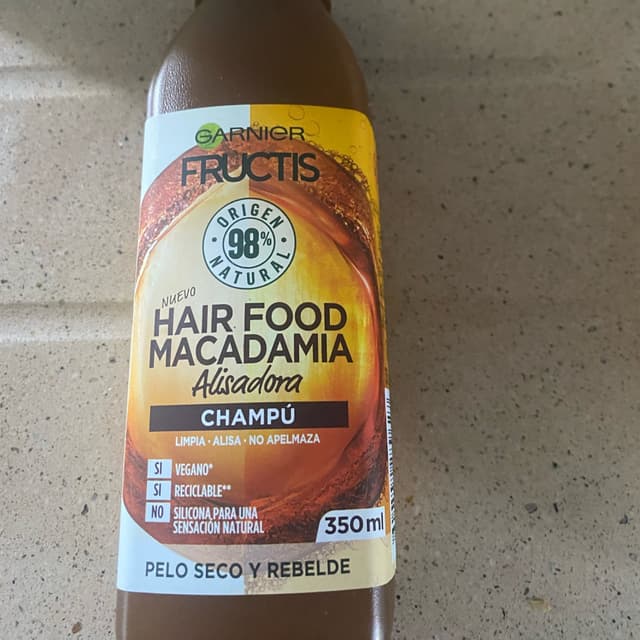 GARNIER
FRUCTIS
ORIGEN
98%
NATURAL
NUEVO
HAIR FOOD
MACADAMIA
Alisadora
CHAMPÚ
LIMPIA · ALISA · NO APELMAZA
SI VEGANO*
SI RECICLABLE**
NO SILICONA PARA UNA
SENSACIÓN NATURAL
350ml
PELO SECO Y REBELDE